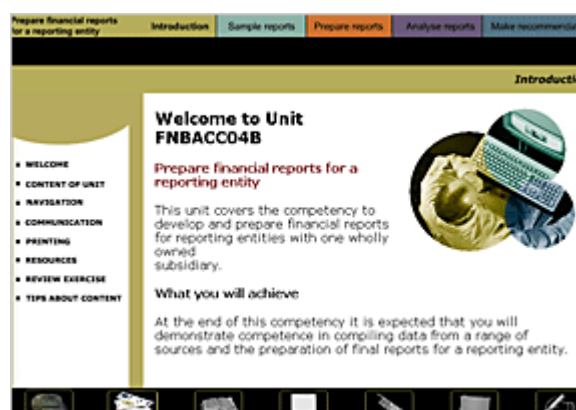 Prepare financial reports
for a reporting entity
Introduction
Sample reports
Prepare reports
Analyse reports
Make recommendati
Introducti
WELCOME
CONTENT OF UNIT
NAVIGATION
COMMUNICATION
PRINTING
RESOURCES
REVIEW EXERCISE
TIPS ABOUT CONTENT
Welcome to Unit
FNBACC04B
Prepare financial reports for a
reporting entity
This unit covers the competency to
develop and prepare financial reports
for reporting entities with one wholly
owned
subsidiary.
What you will achieve
At the end of this competency it is expected that you will
demonstrate competence in compiling data from a range of
sources and the preparation of final reports for a reporting entity.